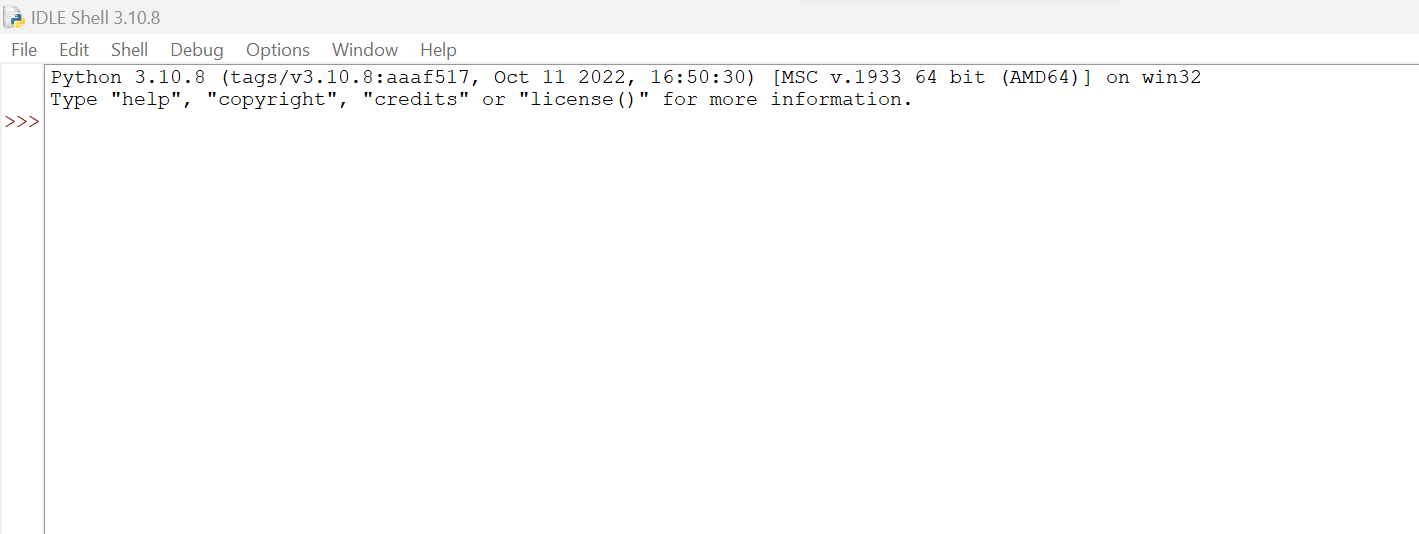 IDLE Shell 3.10.8
File Edit Shell Debug Options Window Help
Python 3.10.8 (tags/v3.10.8:aaaf517, Oct 11 2022, 16:50:30) [MSC v.1933 64 bit (AMD64)] on win32
Type "help", "copyright", "credits" or "license()" for more information.
>>>